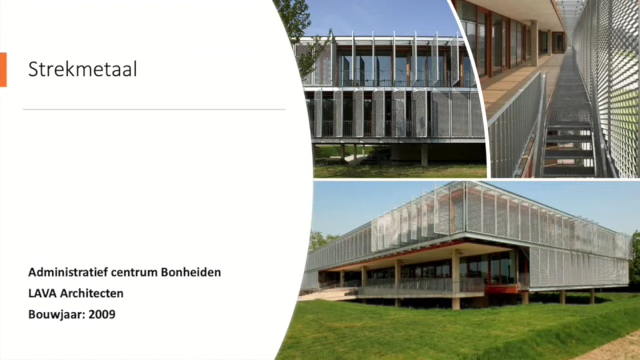 Strekmetaal
Administratief centrum Bonheiden
LAVA Architecten
Bouwjaar: 2009